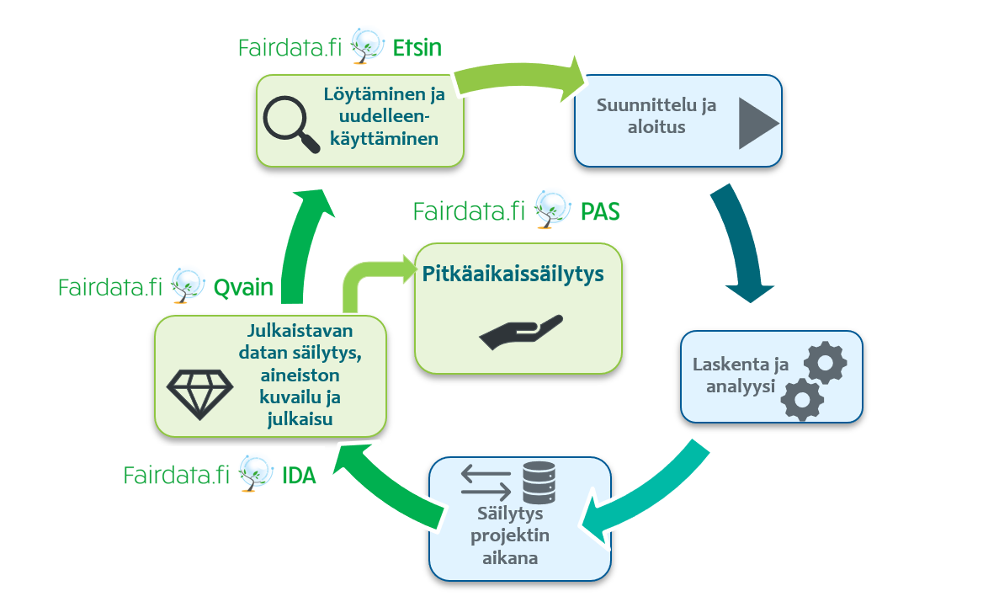 Fairdata.fi Etsin
Löytäminen ja
uudelleen-
käyttäminen
Suunnittelu ja
aloitus
Fairdata.fi PAS
Pitkäaikaissäilytys
Fairdata.fi Qvain
Julkaistavan
datan säilytys,
aineiston
kuvailu ja
julkaisu
Laskenta ja
analyysi
Fairdata.fi IDA
Säilytys
projektin
aikana